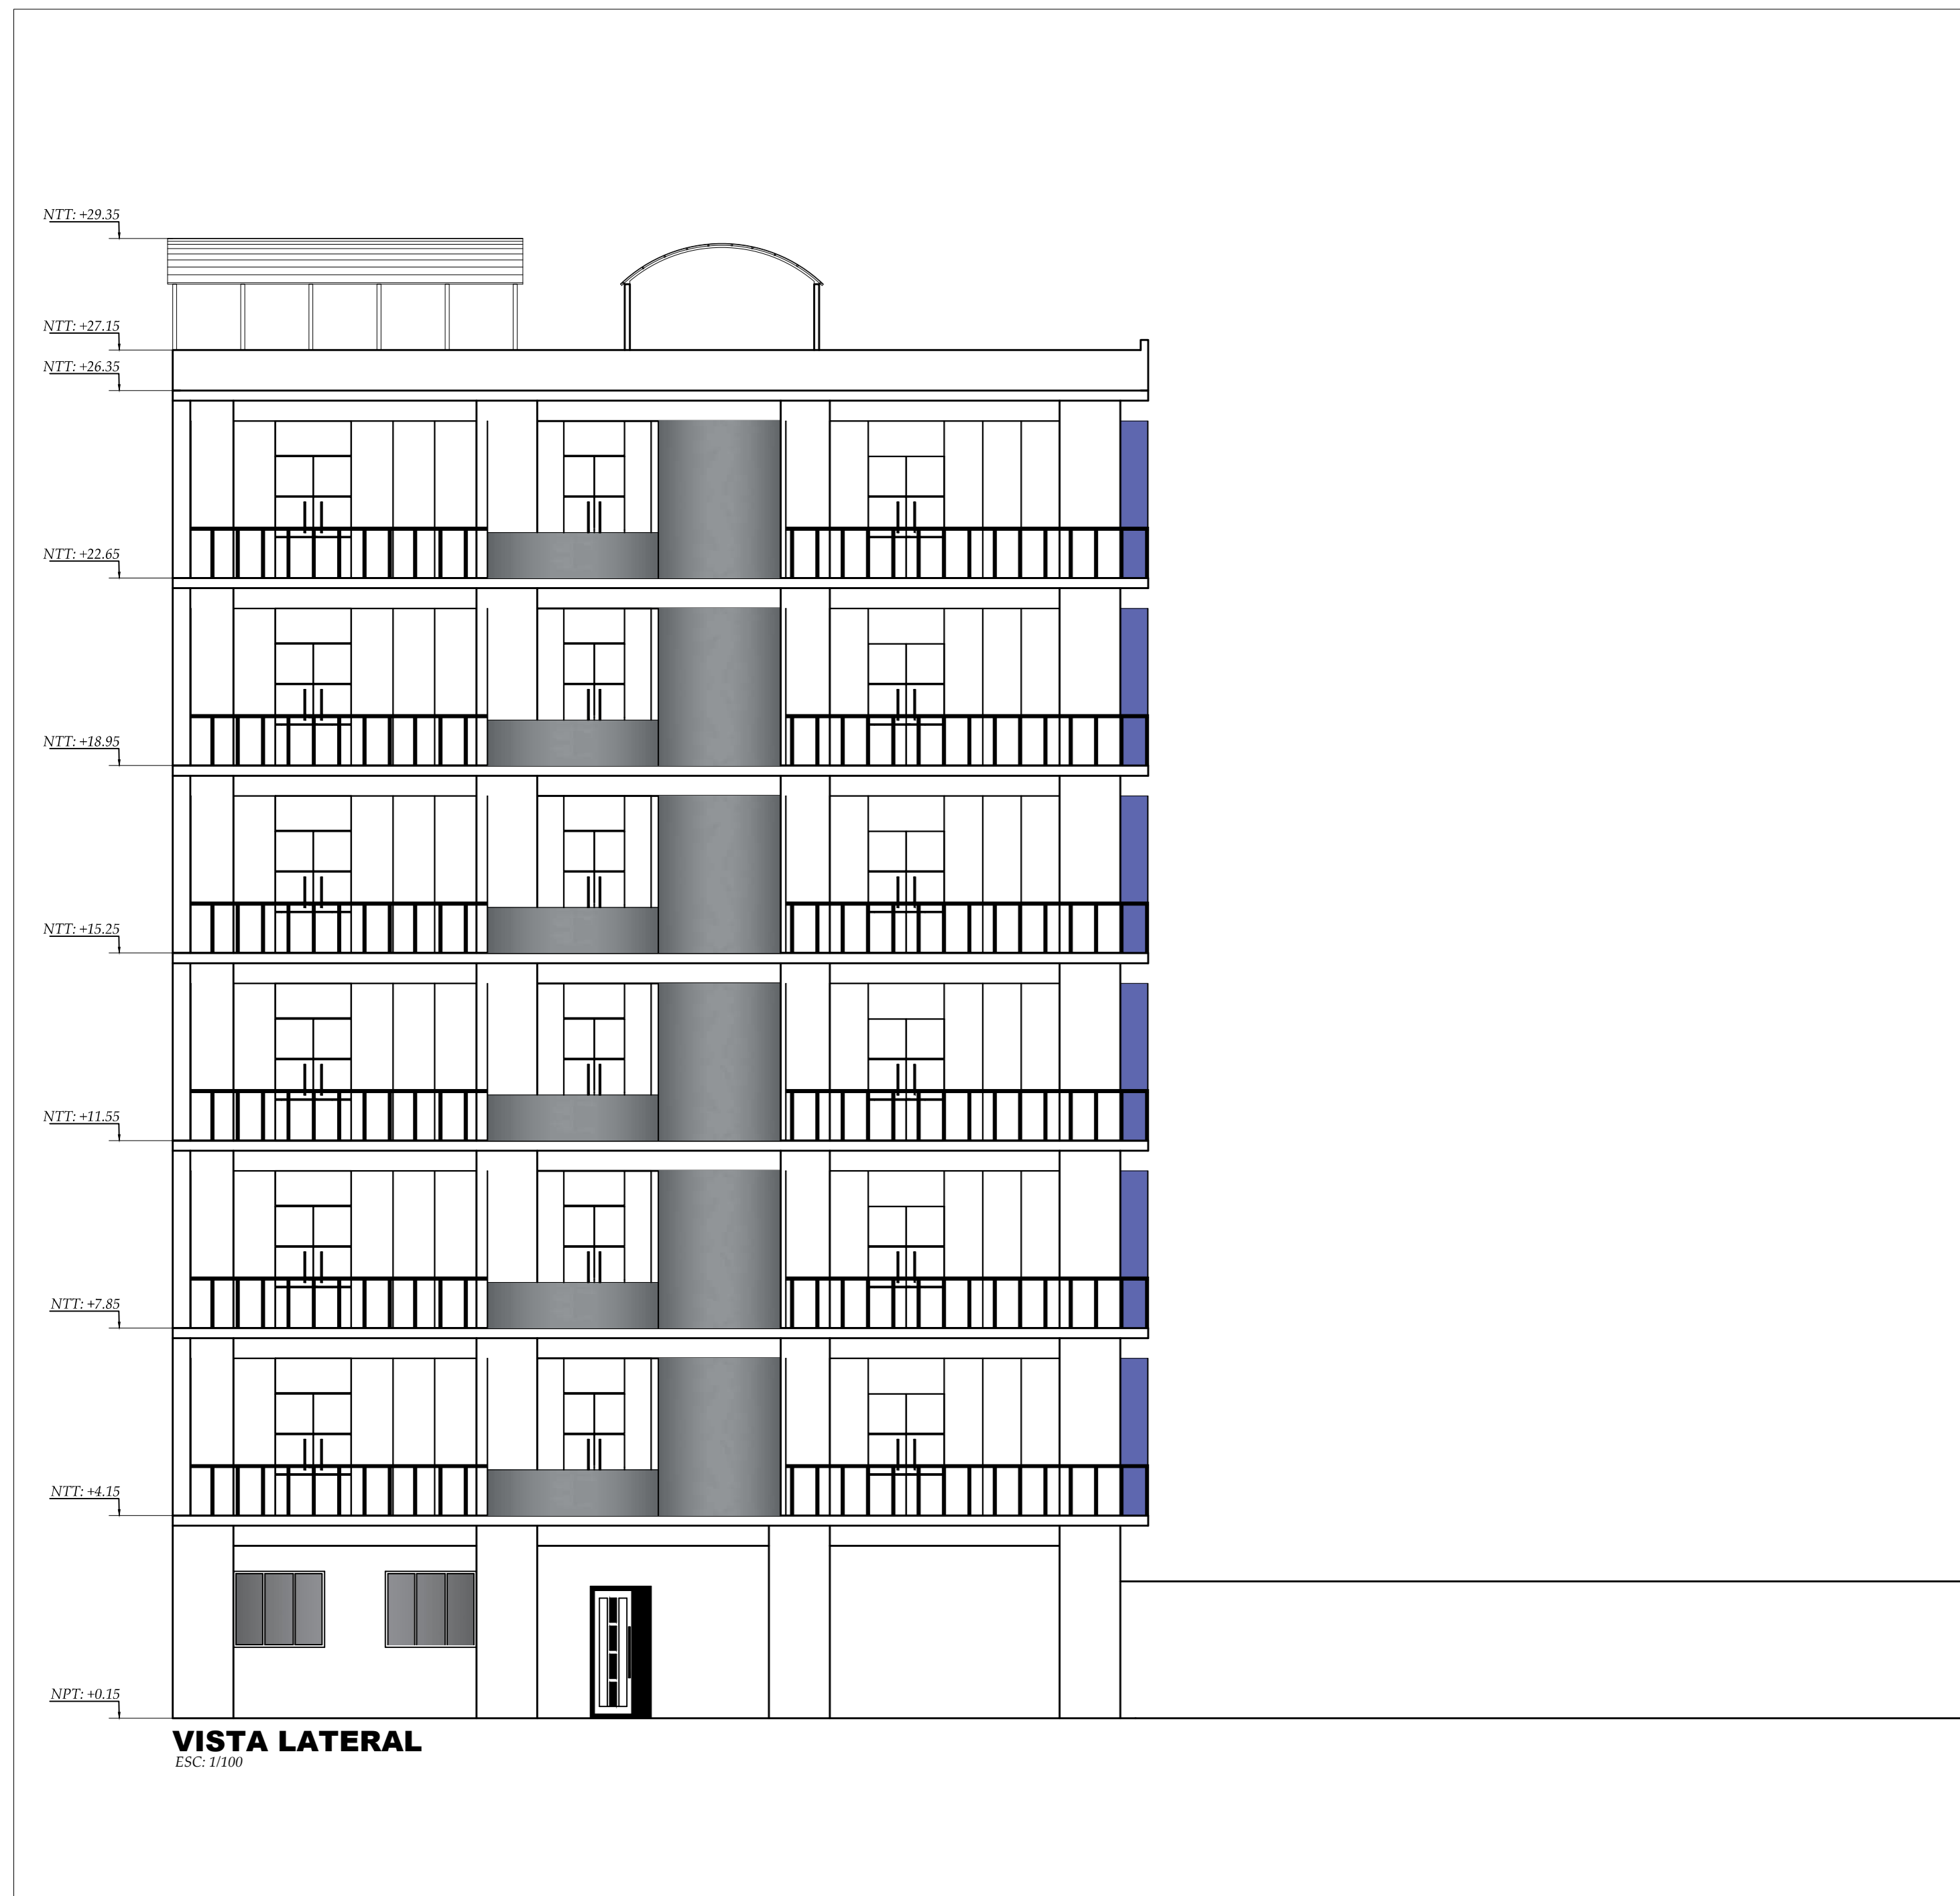 NTT: +29.35
NTT: +27.15
NTT: +26.35
NTT: +22.65
NTT: +18.95
NTT: +15.25
NTT: +11.55
NTT: +7.85
NTT: +4.15
NPT: +0.15
VISTA LATERAL
ESC: 1/100